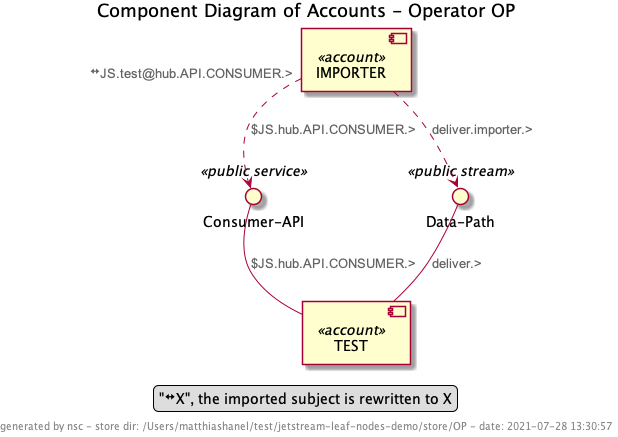 Component Diagram of Accounts - Operator OP
«account»
IMPORTER
↔JS.test@hub.API.CONSUMER.>
$JS.hub.API.CONSUMER.> deliver.importer.>
«public service» «public stream»
Consumer-API Data-Path
$JS.hub.API.CONSUMER.> deliver.>
«account»
TEST
"↔X", the imported subject is rewritten to X
generated by nsc - store dir: /Users/matthiashanel/test/jetstream-leaf-nodes-demo/store/OP - date: 2021-07-28 13:30:57